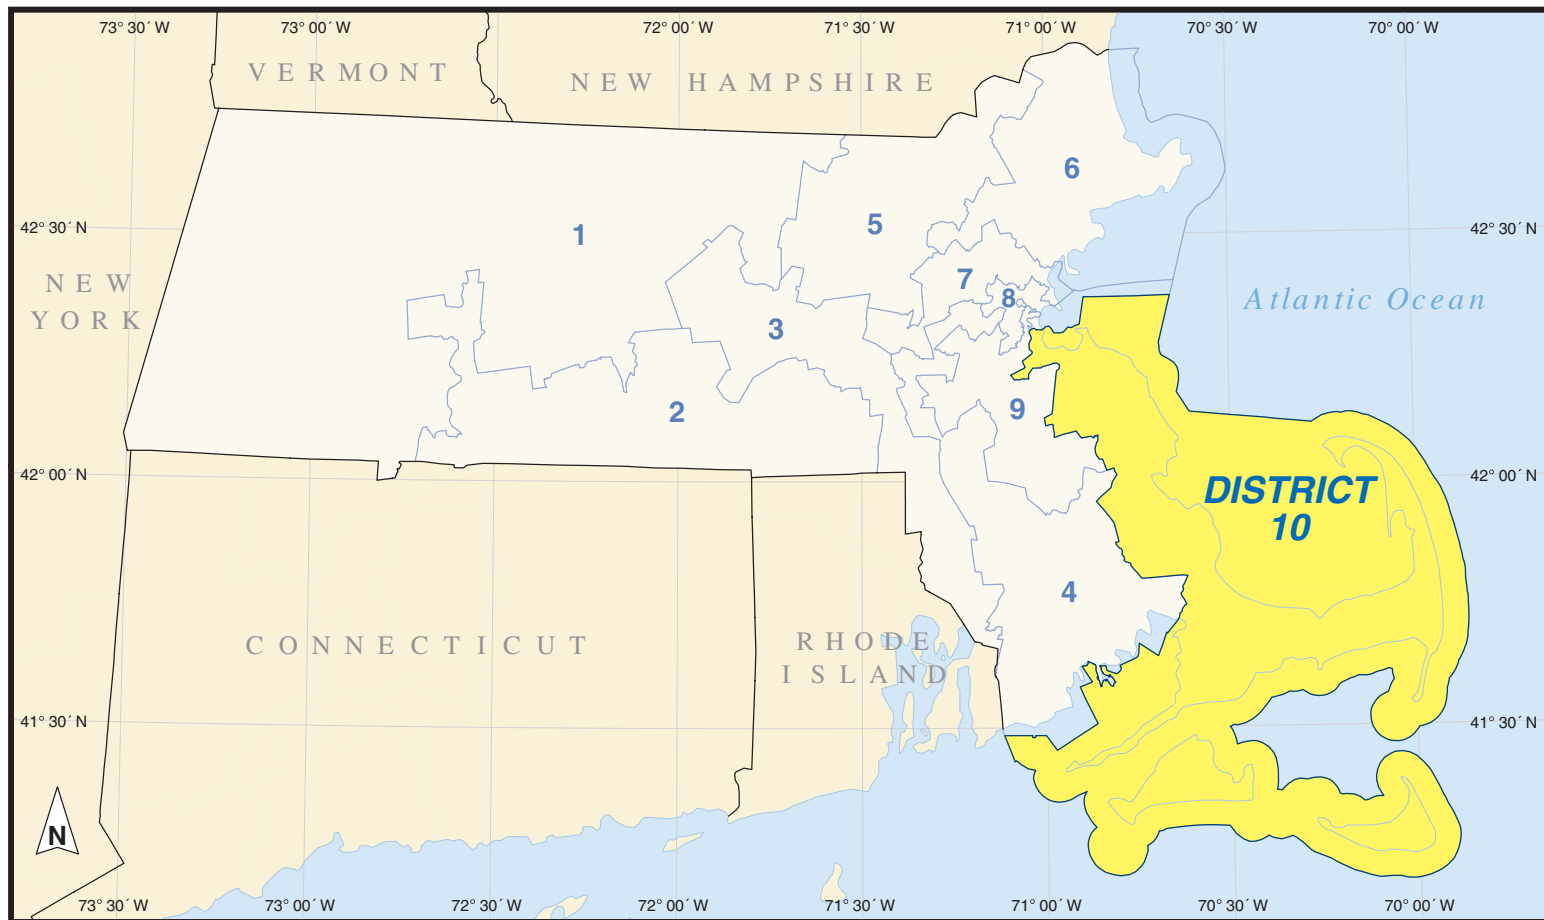 73° 30´ W 73° 00´ W 72° 00´ W 71° 30´ W 71° 00´ W 70° 30´ W 70° 00´ W
VERMONT
NEW HAMPSHIRE
6
42° 30´ N 1 5 42° 30´ N
NEW
YORK
7
8
Atlantic Ocean
3
2
9
42° 00´ N 42° 00´ N
DISTRICT
10
4
CONNECTICUT
RHODE
ISLAND
41° 30´ N 41° 30´ N
N
73° 30´ W 73° 00´ W 72° 30´ W 72° 00´ W 71° 30´ W 71° 00´ W 70° 30´ W 70° 00´ W